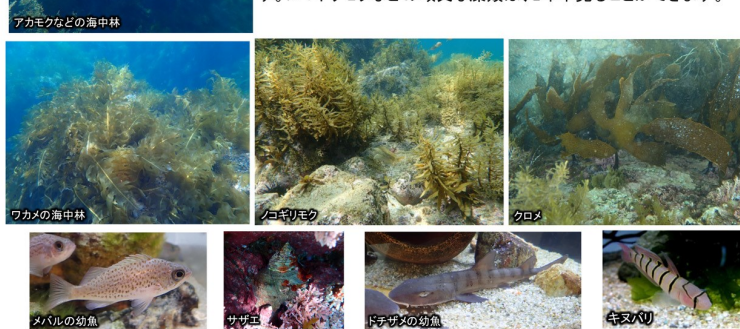 アカモクなどの海中林
ワカメの海中林
ノコギリモク
クロメ
メバルの幼魚
サザエ
ドチザメの幼魚
キヌバリ